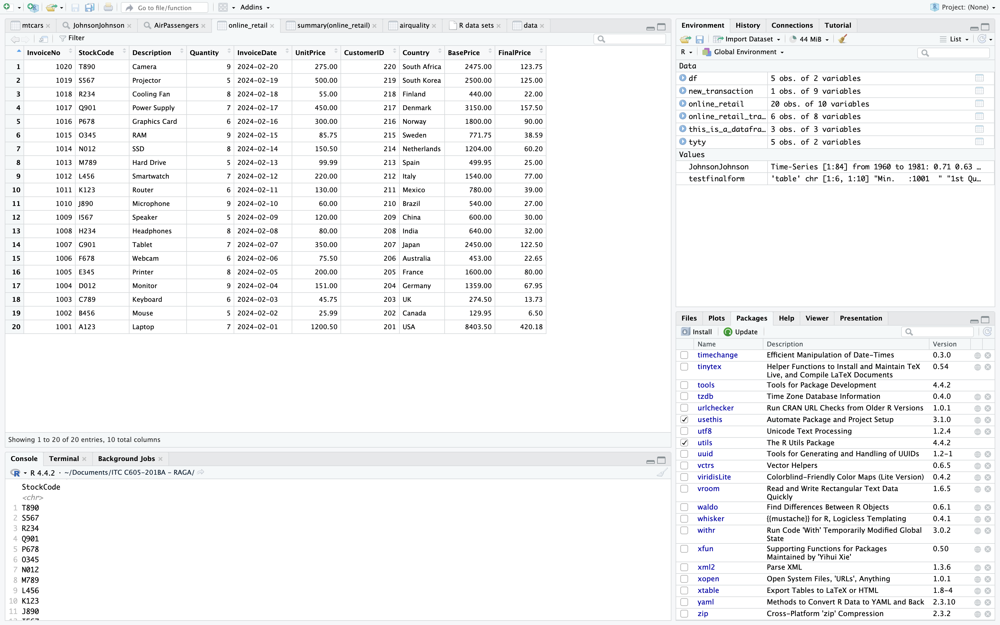 Go to file/function Addins Project: (None)
mtcars JohnsonJohnson AirPassengers online_retail summary(online_retail) airquality R data sets data
Filter
InvoiceNo StockCode Description Quantity InvoiceDate UnitPrice CustomerID Country BasePrice FinalPrice
1 1020 T890 Camera 9 2024-02-20 275.00 220 South Africa 2475.00 123.75
2 1019 S567 Projector 5 2024-02-19 500.00 219 South Korea 2500.00 125.00
3 1018 R234 Cooling Fan 8 2024-02-18 55.00 218 Finland 440.00 22.00
4 1017 Q901 Power Supply 7 2024-02-17 450.00 217 Denmark 3150.00 157.50
5 1016 P678 Graphics Card 6 2024-02-16 300.00 216 Norway 1800.00 90.00
6 1015 O345 RAM 9 2024-02-15 85.75 215 Sweden 771.75 38.59
7 1014 N012 SSD 8 2024-02-14 150.50 214 Netherlands 1204.00 60.20
8 1013 M789 Hard Drive 5 2024-02-13 99.99 213 Spain 499.95 25.00
9 1012 L456 Smartwatch 7 2024-02-12 220.00 212 Italy 1540.00 77.00
10 1011 K123 Router 6 2024-02-11 130.00 211 Mexico 780.00 39.00
11 1010 J890 Microphone 9 2024-02-10 60.00 210 Brazil 540.00 27.00
12 1009 I567 Speaker 5 2024-02-09 120.00 209 China 600.00 30.00
13 1008 H234 Headphones 8 2024-02-08 80.00 208 India 640.00 32.00
14 1007 G901 Tablet 7 2024-02-07 350.00 207 Japan 2450.00 122.50
15 1006 F678 Webcam 6 2024-02-06 75.50 206 Australia 453.00 22.65
16 1005 E345 Printer 8 2024-02-05 200.00 205 France 1600.00 80.00
17 1004 D012 Monitor 9 2024-02-04 151.00 204 Germany 1359.00 67.95
18 1003 C789 Keyboard 6 2024-02-03 45.75 203 UK 274.50 13.73
19 1002 B456 Mouse 5 2024-02-02 25.99 202 Canada 129.95 6.50
20 1001 A123 Laptop 7 2024-02-01 1200.50 201 USA 8403.50 420.18
Showing 1 to 20 of 20 entries, 10 total columns
Console Terminal Background Jobs
R 4.4.2 · ~/Documents/ITC C605-201BA - RAGA/
StockCode
<chr>
1 T890
2 S567
3 R234
4 Q901
5 P678
6 O345
7 N012
8 M789
9 L456
10 K123
11 J890
Environment History Connections Tutorial
Import Dataset 44 MiB List
R Global Environment
Data
df 5 obs. of 2 variables
new_transaction 1 obs. of 9 variables
online_retail 20 obs. of 10 variables
online_retail_tra… 6 obs. of 8 variables
this_is_a_datafra… 3 obs. of 3 variables
tyty 5 obs. of 2 variables
Values
JohnsonJohnson Time-Series [1:84] from 1960 to 1981: 0.71 0.63 …
testfinalform 'table' chr [1:6, 1:10] "Min. :1001 " "1st Qu…
Files Plots Packages Help Viewer Presentation
Install Update
Name Description Version
timechange Efficient Manipulation of Date-Times 0.3.0
tinytex Helper Functions to Install and Maintain TeX 0.54
Live, and Compile LaTeX Documents
tools Tools for Package Development 4.4.2
tzdb Time Zone Database Information 0.4.0
urlchecker Run CRAN URL Checks from Older R Versions 1.0.1
usethis Automate Package and Project Setup 3.1.0
utf8 Unicode Text Processing 1.2.4
utils The R Utils Package 4.4.2
uuid Tools for Generating and Handling of UUIDs 1.2-1
vctrs Vector Helpers 0.6.5
viridisLite Colorblind-Friendly Color Maps (Lite Version) 0.4.2
vroom Read and Write Rectangular Text Data 1.6.5
Quickly
waldo Find Differences Between R Objects 0.6.1
whisker {{mustache}} for R, Logicless Templating 0.4.1
withr Run Code 'With' Temporarily Modified Global 3.0.2
State
xfun Supporting Functions for Packages 0.50
Maintained by 'Yihui Xie'
xml2 Parse XML 1.3.6
xopen Open System Files, 'URLs', Anything 1.0.1
xtable Export Tables to LaTeX or HTML 1.8-4
yaml Methods to Convert R Data to YAML and Back 2.3.10
zip Cross-Platform 'zip' Compression 2.3.2